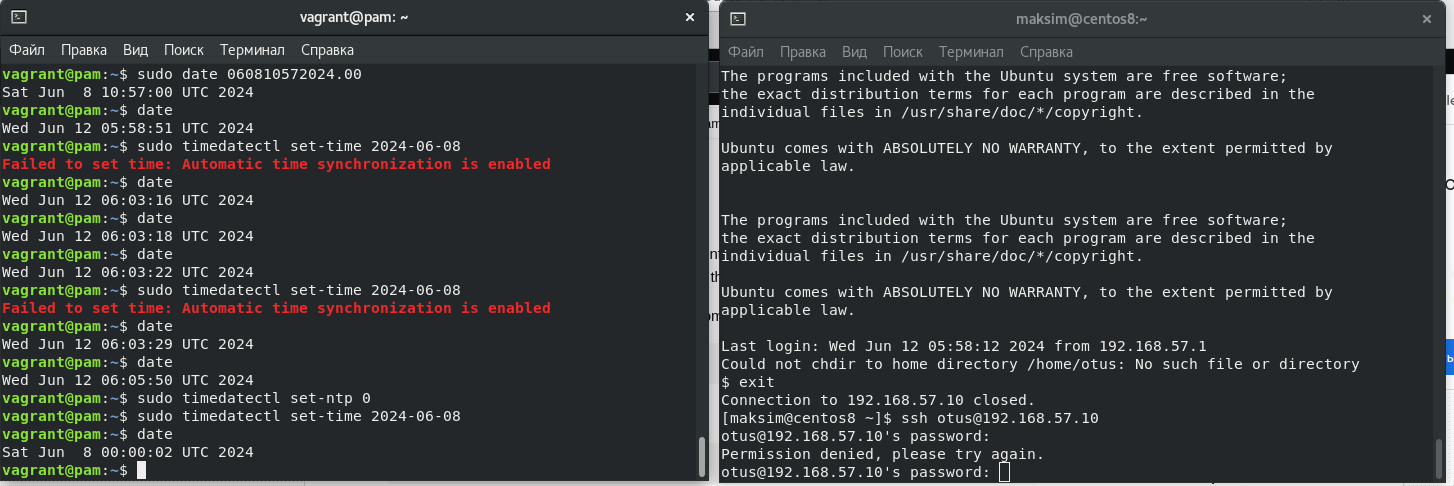 vagrant@pam: ~
Файл Правка Вид Поиск Терминал Справка
vagrant@pam:~$ sudo date 060810572024.00
Sat Jun  8 10:57:00 UTC 2024
vagrant@pam:~$ date
Wed Jun 12 05:58:51 UTC 2024
vagrant@pam:~$ sudo timedatectl set-time 2024-06-08
Failed to set time: Automatic time synchronization is enabled
vagrant@pam:~$ date
Wed Jun 12 06:03:16 UTC 2024
vagrant@pam:~$ date
Wed Jun 12 06:03:18 UTC 2024
vagrant@pam:~$ date
Wed Jun 12 06:03:22 UTC 2024
vagrant@pam:~$ sudo timedatectl set-time 2024-06-08
Failed to set time: Automatic time synchronization is enabled
vagrant@pam:~$ date
Wed Jun 12 06:03:29 UTC 2024
vagrant@pam:~$ date
Wed Jun 12 06:05:50 UTC 2024
vagrant@pam:~$ sudo timedatectl set-ntp 0
vagrant@pam:~$ sudo timedatectl set-time 2024-06-08
vagrant@pam:~$ date
Sat Jun  8 00:00:02 UTC 2024
vagrant@pam:~$
maksim@centos8:~
Файл Правка Вид Поиск Терминал Справка
The programs included with the Ubuntu system are free software;
the exact distribution terms for each program are described in the
individual files in /usr/share/doc/*/copyright.
Ubuntu comes with ABSOLUTELY NO WARRANTY, to the extent permitted by
applicable law.
The programs included with the Ubuntu system are free software;
the exact distribution terms for each program are described in the
individual files in /usr/share/doc/*/copyright.
Ubuntu comes with ABSOLUTELY NO WARRANTY, to the extent permitted by
applicable law.
Last login: Wed Jun 12 05:58:12 2024 from 192.168.57.1
Could not chdir to home directory /home/otus: No such file or directory
$ exit
Connection to 192.168.57.10 closed.
[maksim@centos8 ~]$ ssh otus@192.168.57.10
otus@192.168.57.10's password:
Permission denied, please try again.
otus@192.168.57.10's password: